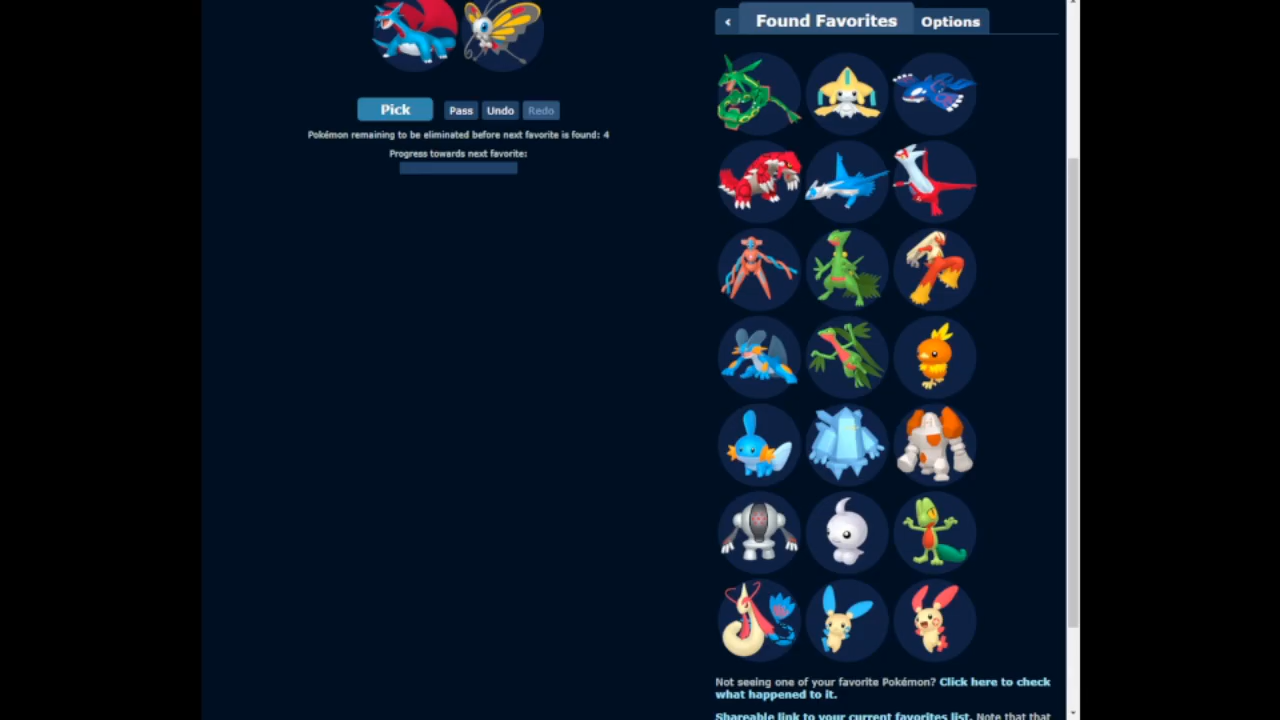 ‹ Found Favorites Options
Pick Pass Undo Redo
Pokémon remaining to be eliminated before next favorite is found: 4
Progress towards next favorite:
Not seeing one of your favorite Pokémon? Click here to check
what happened to it.
Shareable link to your current favorites list. Note that that